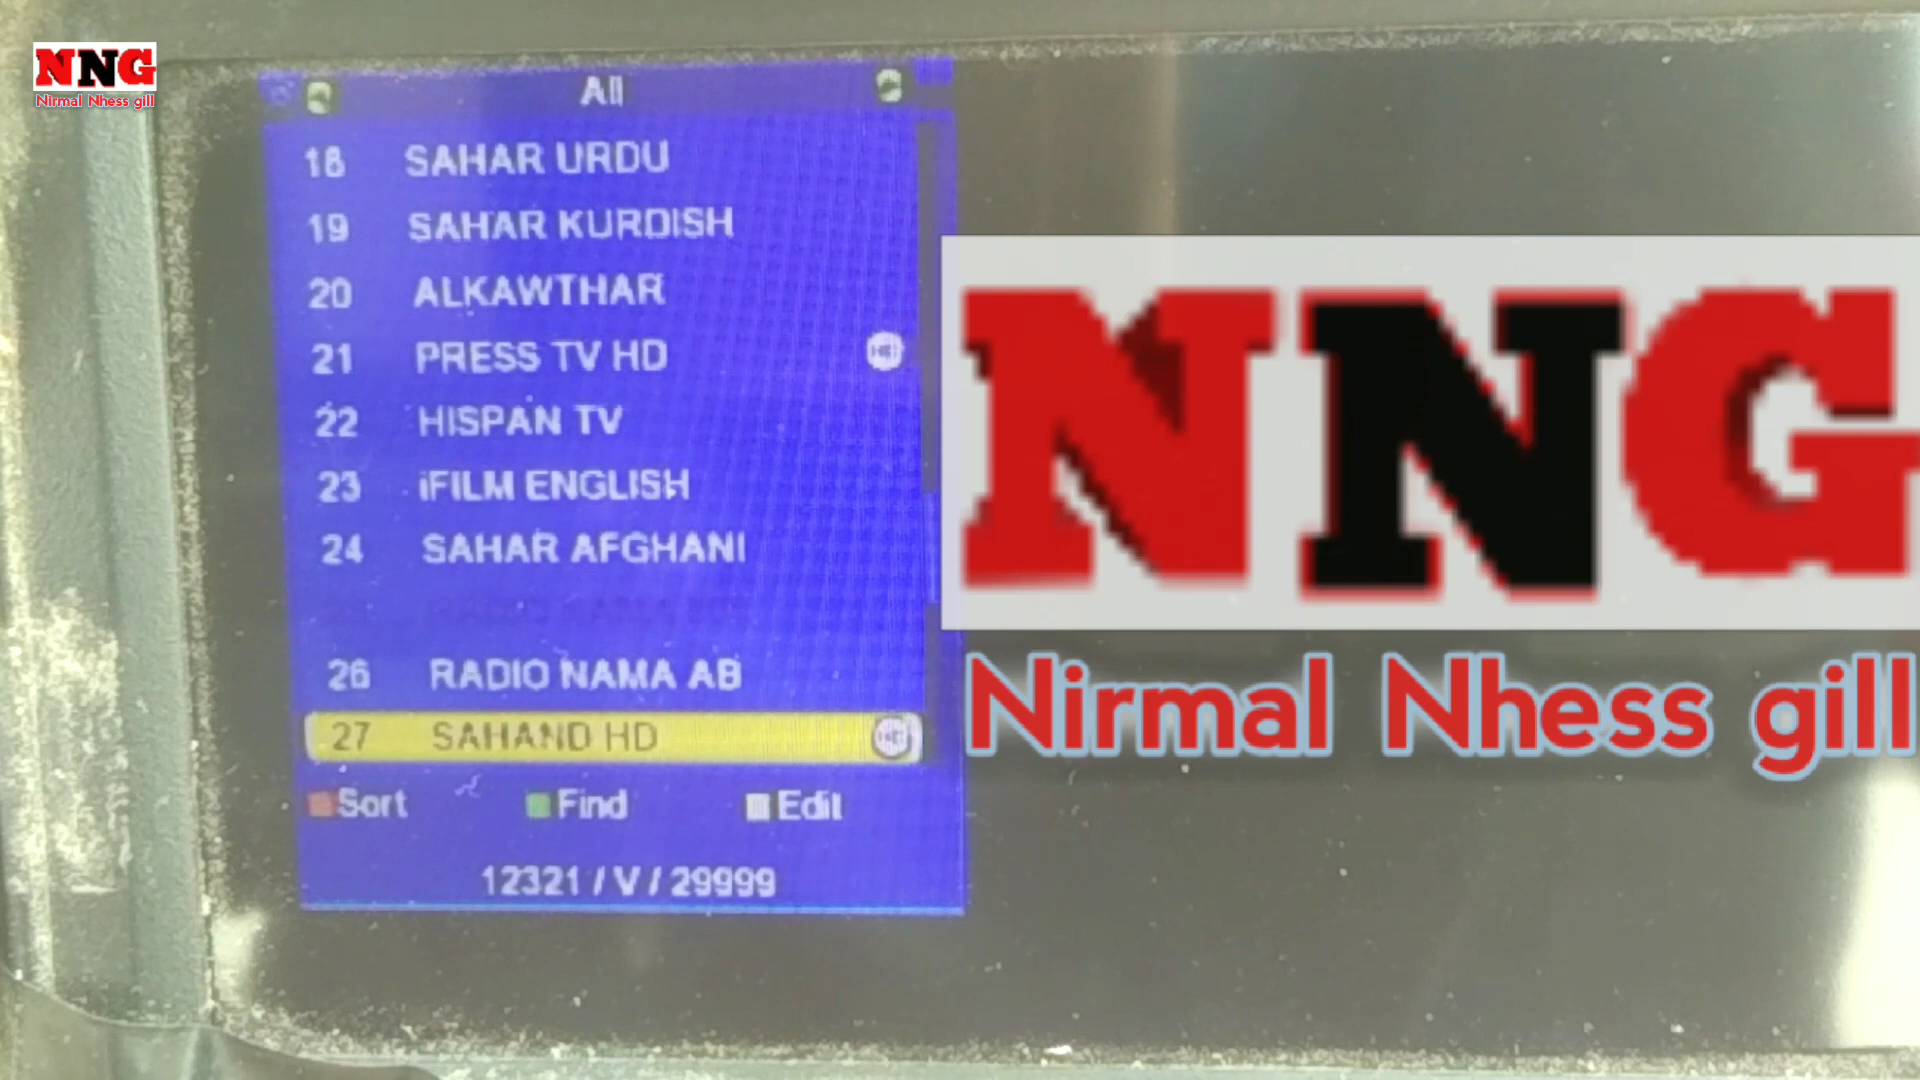 NNG
Nirmal Nhess gill
All
18 SAHAR URDU
19 SAHAR KURDISH
20 ALKAWTHAR
21 PRESS TV HD
22 HISPAN TV
23 iFILM ENGLISH
24 SAHAR AFGHANI
26 RADIO NAMA AB
27 SAHAND HD
Sort Find Edit
12321 / V / 29999
NNG
Nirmal Nhess gill